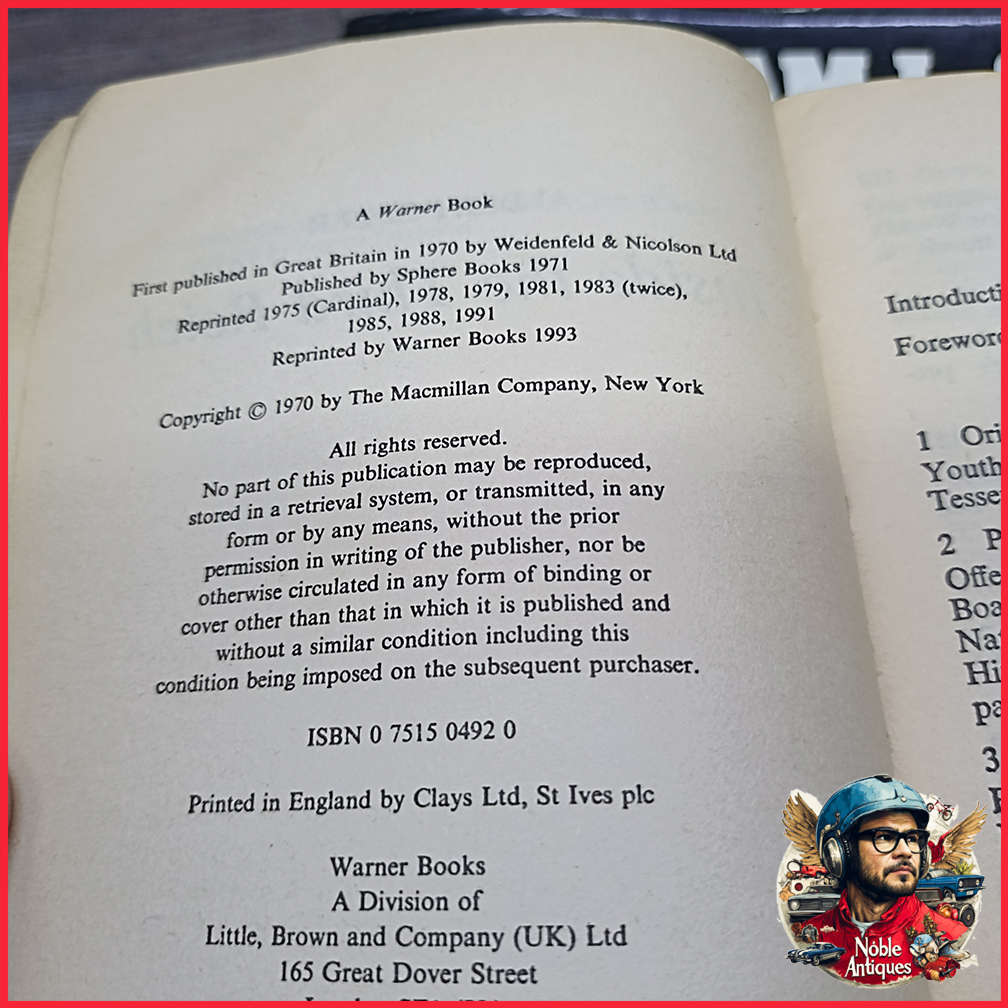 A Warner Book
First published in Great Britain in 1970 by Weidenfeld & Nicolson Ltd
Published by Sphere Books 1971
Reprinted 1975 (Cardinal), 1978, 1979, 1981, 1983 (twice),
1985, 1988, 1991
Reprinted by Warner Books 1993
Copyright © 1970 by The Macmillan Company, New York
All rights reserved.
No part of this publication may be reproduced,
stored in a retrieval system, or transmitted, in any
form or by any means, without the prior
permission in writing of the publisher, nor be
otherwise circulated in any form of binding or
cover other than that in which it is published and
without a similar condition including this
condition being imposed on the subsequent purchaser.
ISBN 0 7515 0492 0
Printed in England by Clays Ltd, St Ives plc
Warner Books
A Division of
Little, Brown and Company (UK) Ltd
165 Great Dover Street
Introducti
Foreword
1 Ori
Youth
Tesse
2 P
Offe
Boa
Na
Hi
pa
3
Noble
Antiques